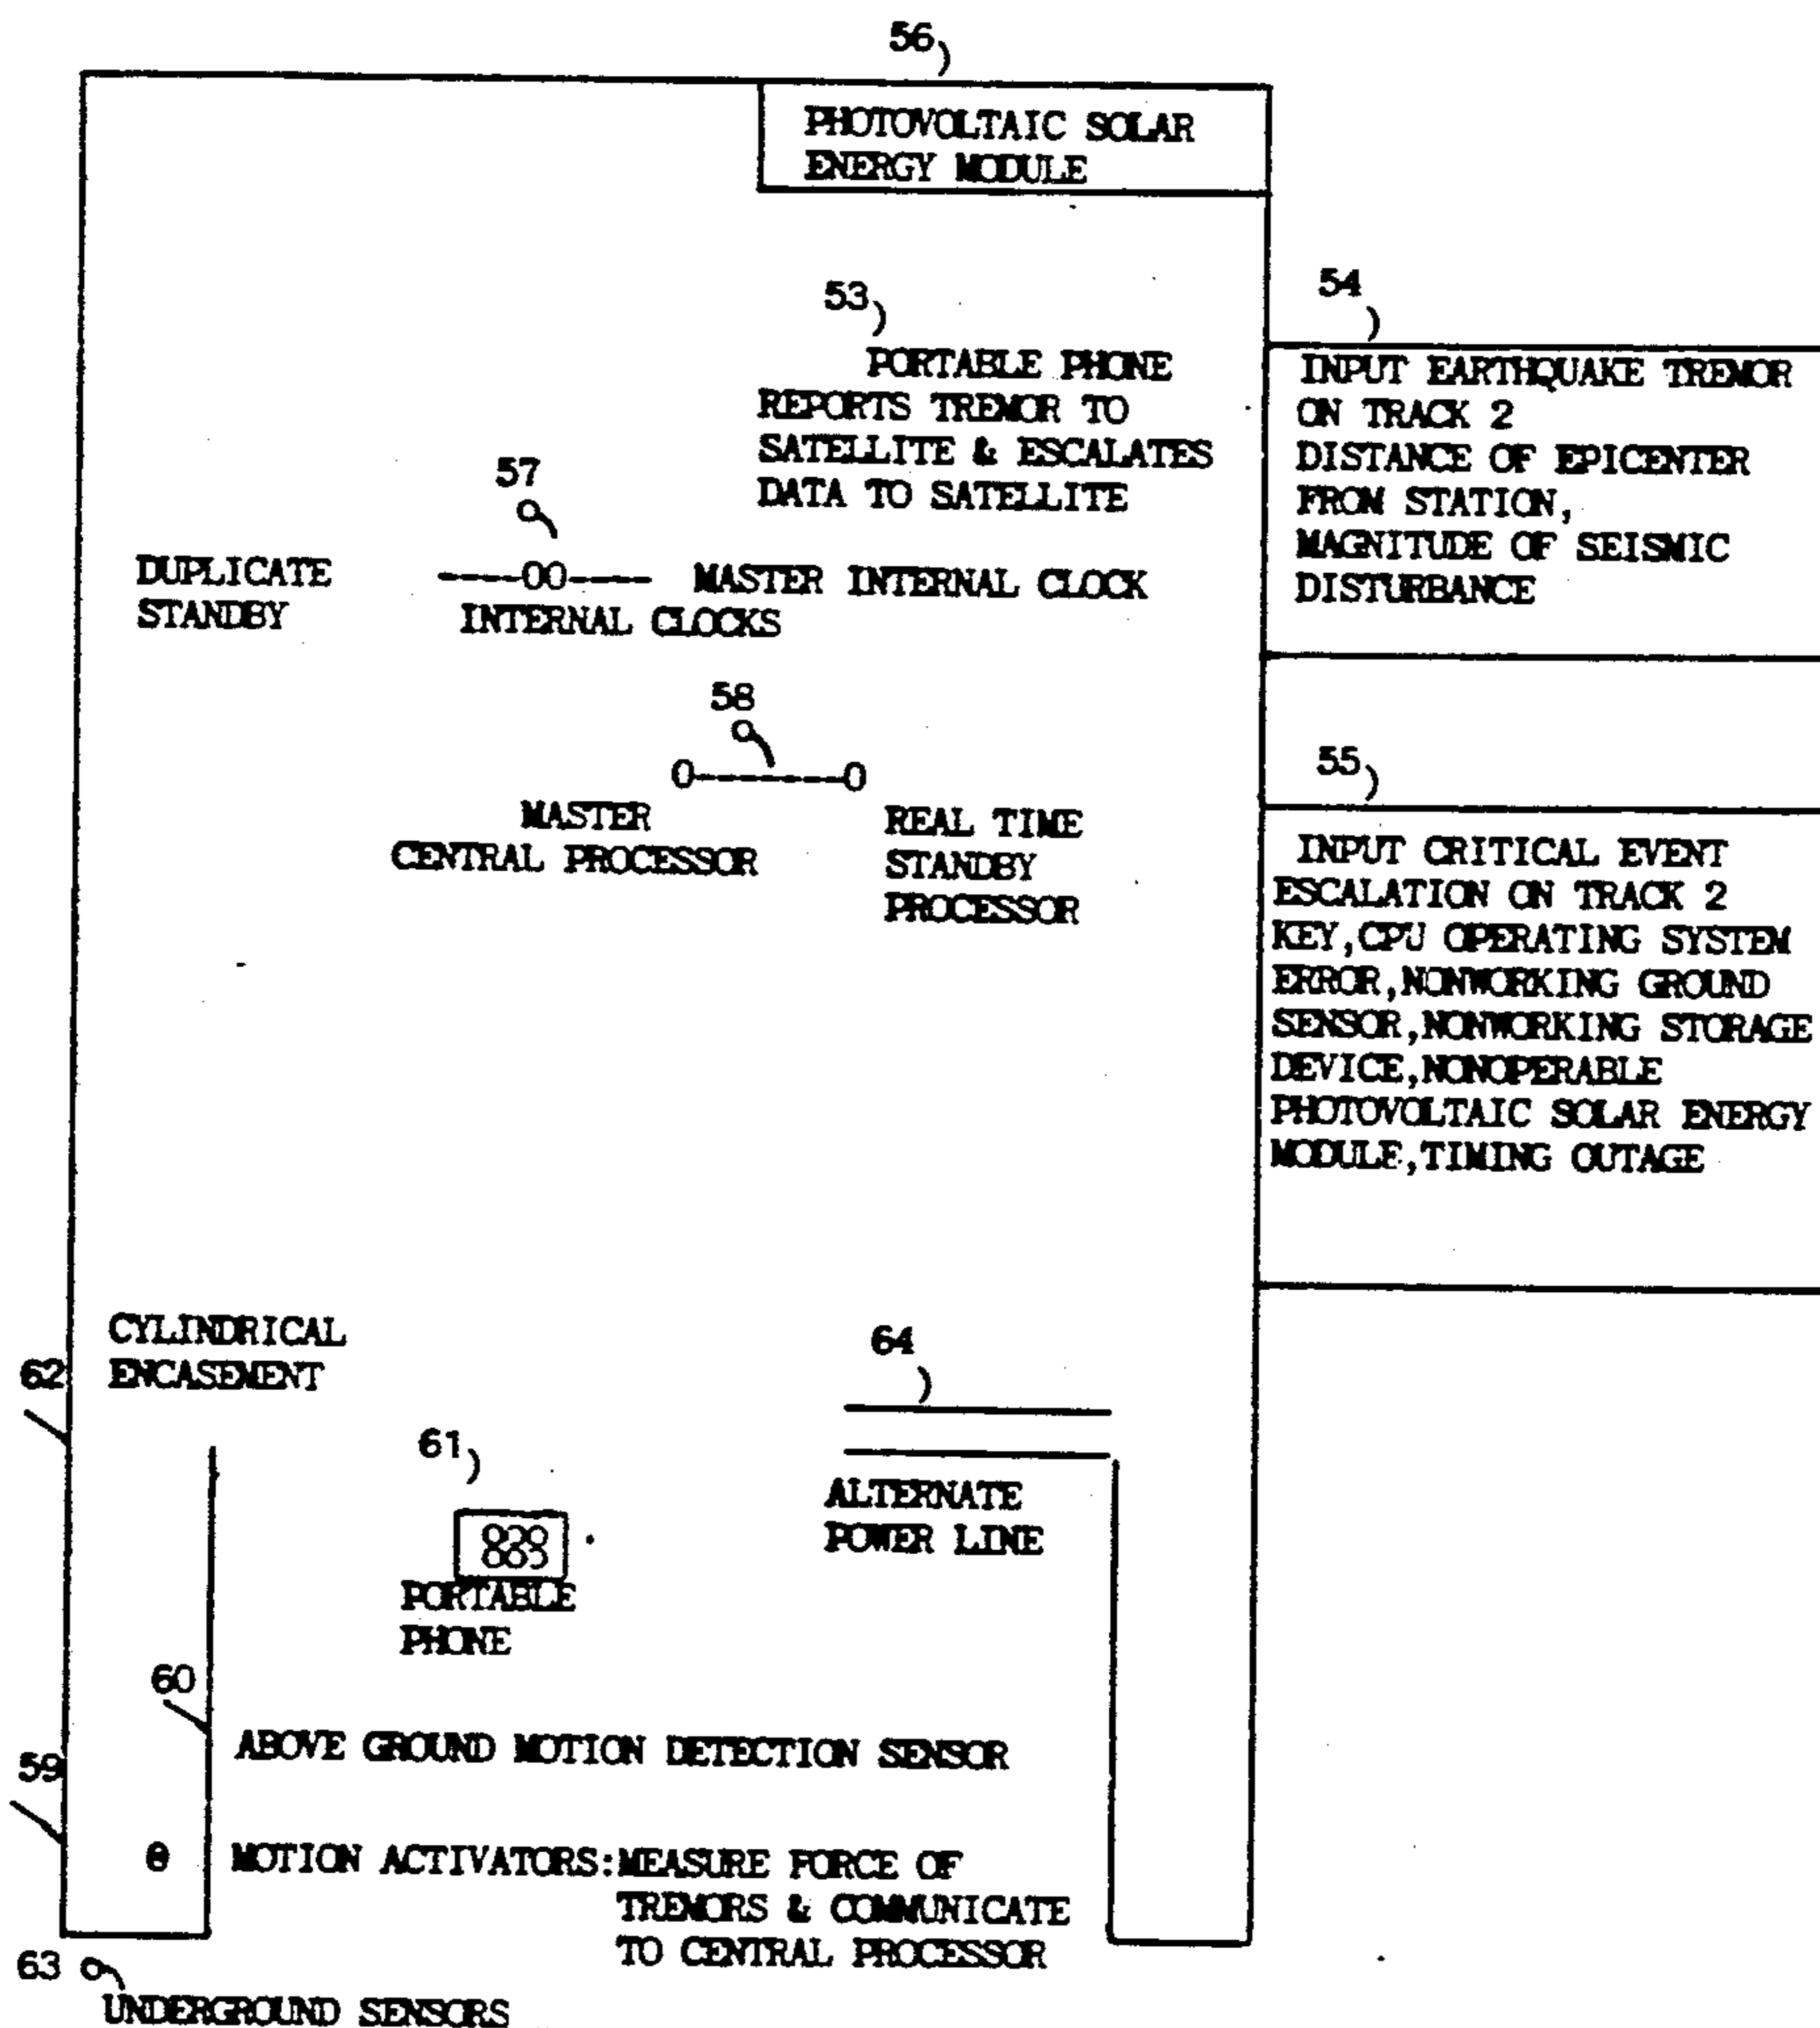 56
PHOTOVOLTAIC SOLAR
ENERGY MODULE
53
PORTABLE PHONE
REPORTS TREMOR TO
SATELLITE & ESCALATES
DATA TO SATELLITE
54
INPUT EARTHQUAKE TREMOR
ON TRACK 2
DISTANCE OF EPICENTER
FROM STATION,
MAGNITUDE OF SEISMIC
DISTURBANCE
57
DUPLICATE
STANDBY
----OO---- MASTER INTERNAL CLOCK
INTERNAL CLOCKS
58
O-------O
MASTER
CENTRAL PROCESSOR
REAL TIME
STANDBY
PROCESSOR
55
INPUT CRITICAL EVENT
ESCALATION ON TRACK 2
KEY,CPU OPERATING SYSTEM
ERROR,NONWORKING GROUND
SENSOR,NONWORKING STORAGE
DEVICE,NONOPERABLE
PHOTOVOLTAIC SOLAR ENERGY
MODULE,TIMING OUTAGE
CYLINDRICAL
ENCASEMENT
62
64
ALTERNATE
POWER LINE
61
PORTABLE
PHONE
60
ABOVE GROUND MOTION DETECTION SENSOR
59
θ MOTION ACTIVATORS:MEASURE FORCE OF
TREMORS & COMMUNICATE
TO CENTRAL PROCESSOR
63
UNDERGROUND SENSORS